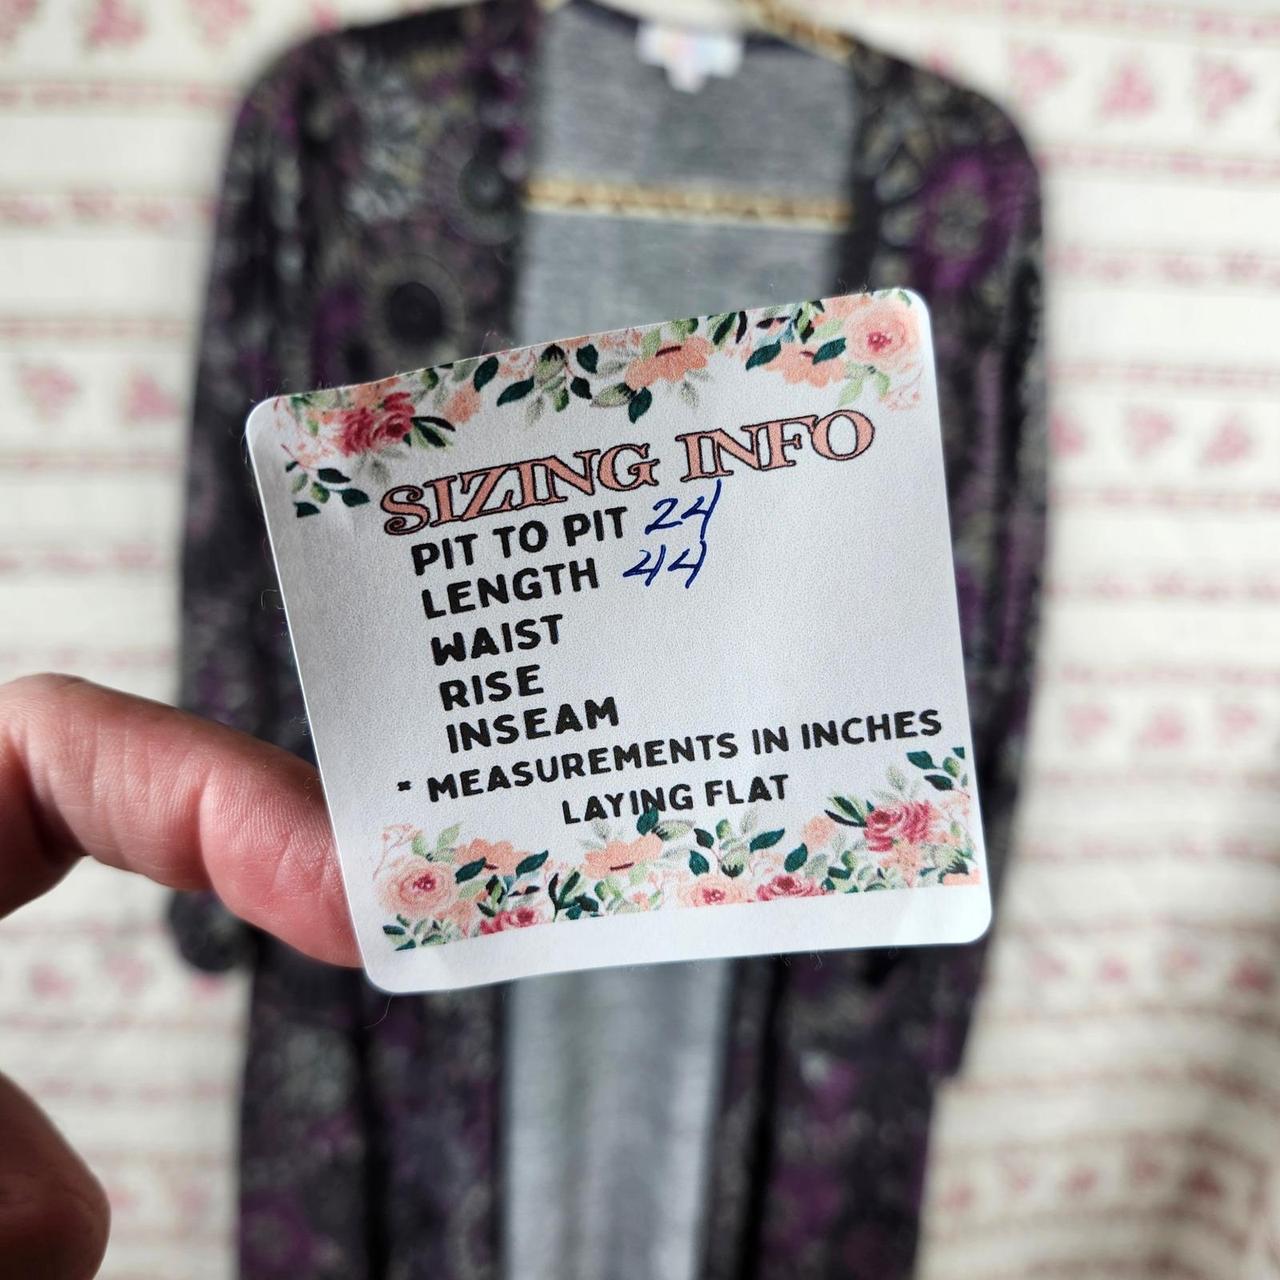 SIZING INFO
PIT TO PIT 24
LENGTH 44
WAIST
RISE
INSEAM
* MEASUREMENTS IN INCHES
LAYING FLAT